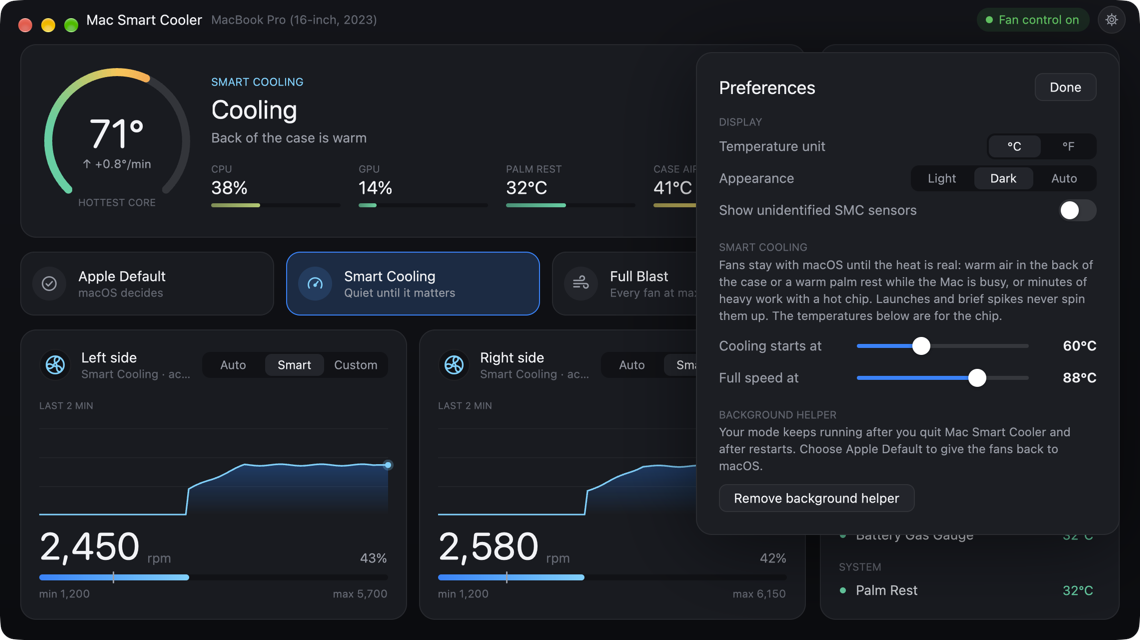 Mac Smart Cooler MacBook Pro (16-inch, 2023)
Fan control on
71°
↑ +0.8°/min
HOTTEST CORE
SMART COOLING
Cooling
Back of the case is warm
CPU
38%
GPU
14%
PALM REST
32°C
CASE AIR
41°C
Apple Default
macOS decides
Smart Cooling
Quiet until it matters
Full Blast
Every fan at max
Left side
Smart Cooling · ac...
Auto Smart Custom
LAST 2 MIN
2,450 rpm
43%
min 1,200
max 5,700
Right side
Smart Cooling · ac...
Auto
LAST 2 MIN
2,580 rpm
42%
min 1,200
max 6,150
Preferences
Done
DISPLAY
Temperature unit
°C °F
Appearance
Light Dark Auto
Show unidentified SMC sensors
SMART COOLING
Fans stay with macOS until the heat is real: warm air in the back of
the case or a warm palm rest while the Mac is busy, or minutes of
heavy work with a hot chip. Launches and brief spikes never spin
them up. The temperatures below are for the chip.
Cooling starts at
60°C
Full speed at
88°C
BACKGROUND HELPER
Your mode keeps running after you quit Mac Smart Cooler and
after restarts. Choose Apple Default to give the fans back to
macOS.
Remove background helper
Battery Gas Gauge
32°C
SYSTEM
Palm Rest
32°C